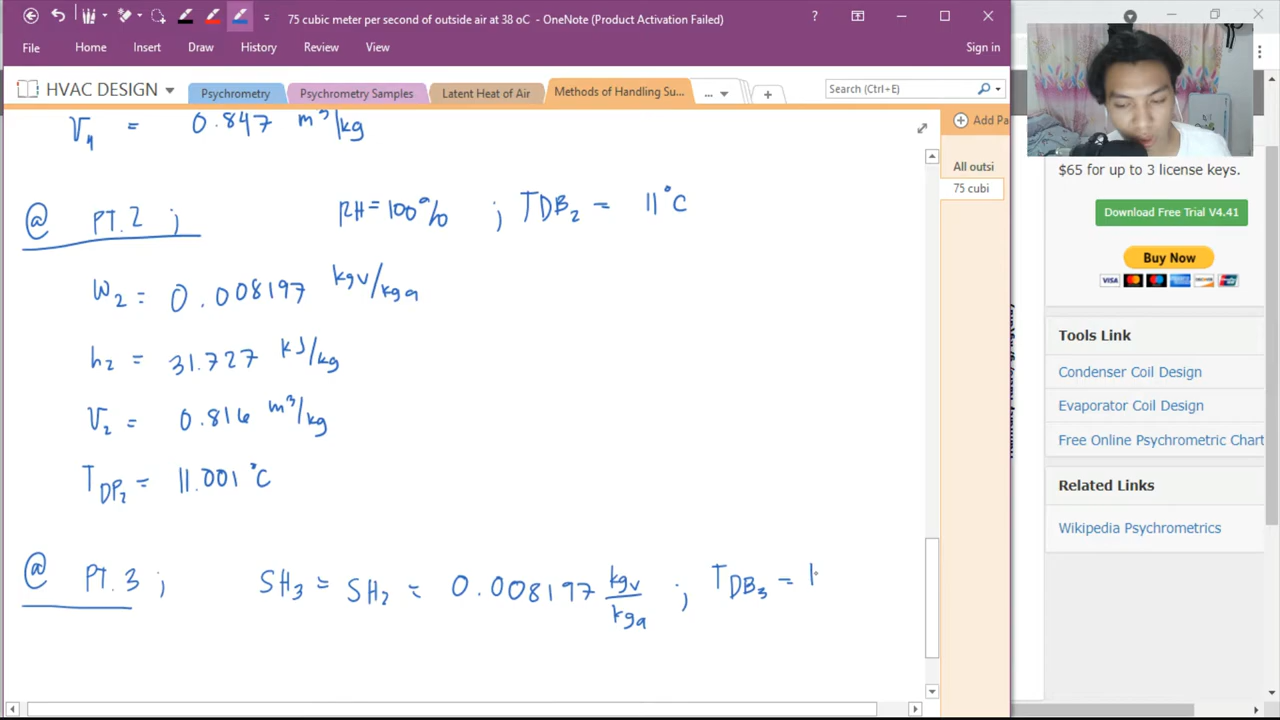 75 cubic meter per second of outside air at 38 oC - OneNote (Product Activation Failed)
File Home Insert Draw History Review View Sign in
HVAC DESIGN Psychrometry Psychrometry Samples Latent Heat of Air Methods of Handling Su... ... Search (Ctrl+E)
Add Pa
All outsi
75 cubi
V4 = 0.847 m³/kg
@ PT.2 ; RH = 100% ; TDB2 = 11°C
W2 = 0.008197 kgv/kga
h2 = 31.727 kJ/kg
V2 = 0.816 m³/kg
TDP2 = 11.001 °C
@ PT.3 ; SH3 = SH2 = 0.008197 kgv/kga ; TDB3 = 1
$65 for up to 3 license keys.
Download Free Trial V4.41
Buy Now
Tools Link
Condenser Coil Design
Evaporator Coil Design
Free Online Psychrometric Chart
Related Links
Wikipedia Psychrometrics